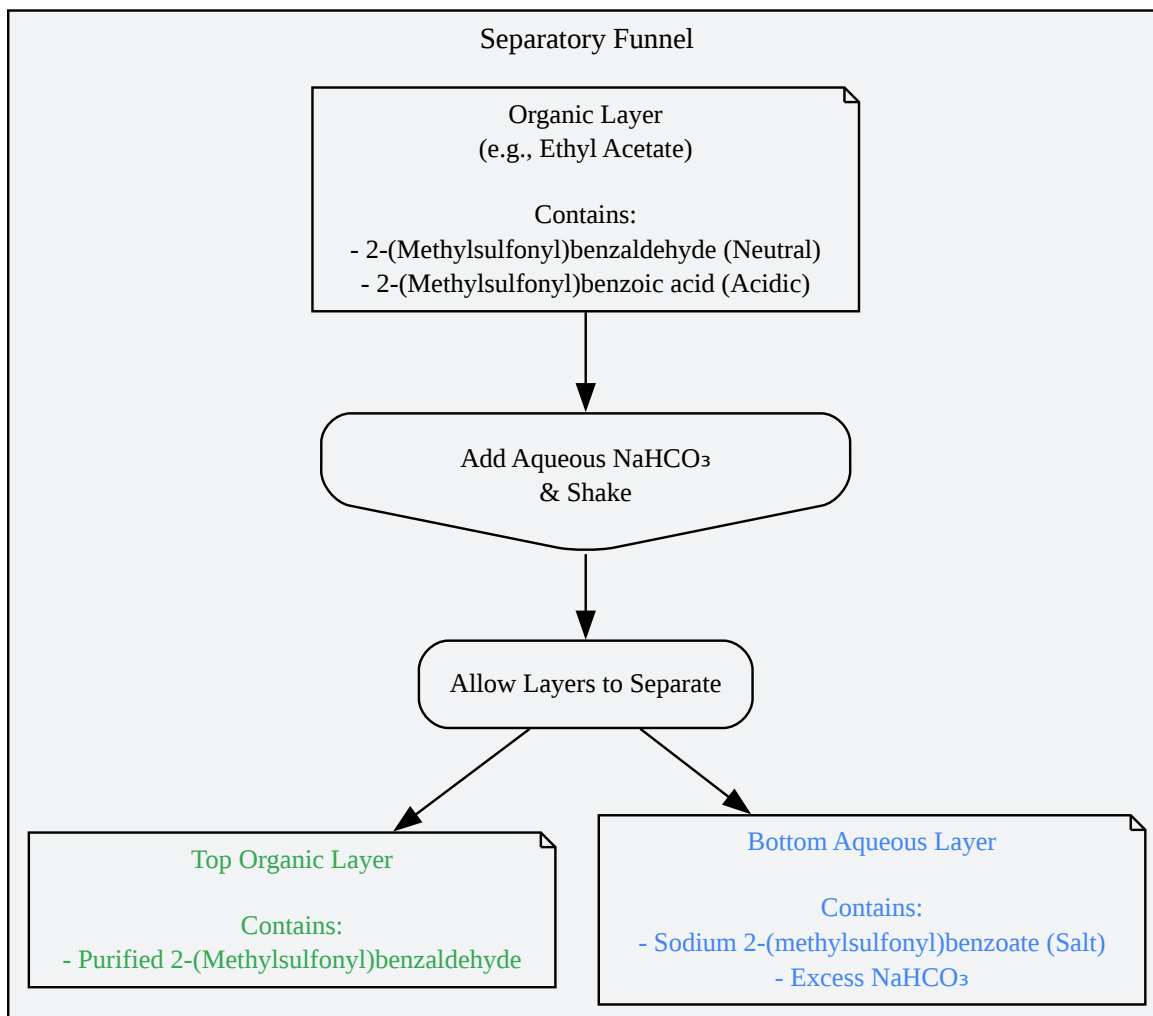 Separatory Funnel
Organic Layer
(e.g., Ethyl Acetate)
Contains:
- 2-(Methylsulfonyl)benzaldehyde (Neutral)
- 2-(Methylsulfonyl)benzoic acid (Acidic)
Add Aqueous NaHCO₃
& Shake
Allow Layers to Separate
Top Organic Layer
Contains:
- Purified 2-(Methylsulfonyl)benzaldehyde
Bottom Aqueous Layer
Contains:
- Sodium 2-(methylsulfonyl)benzoate (Salt)
- Excess NaHCO₃